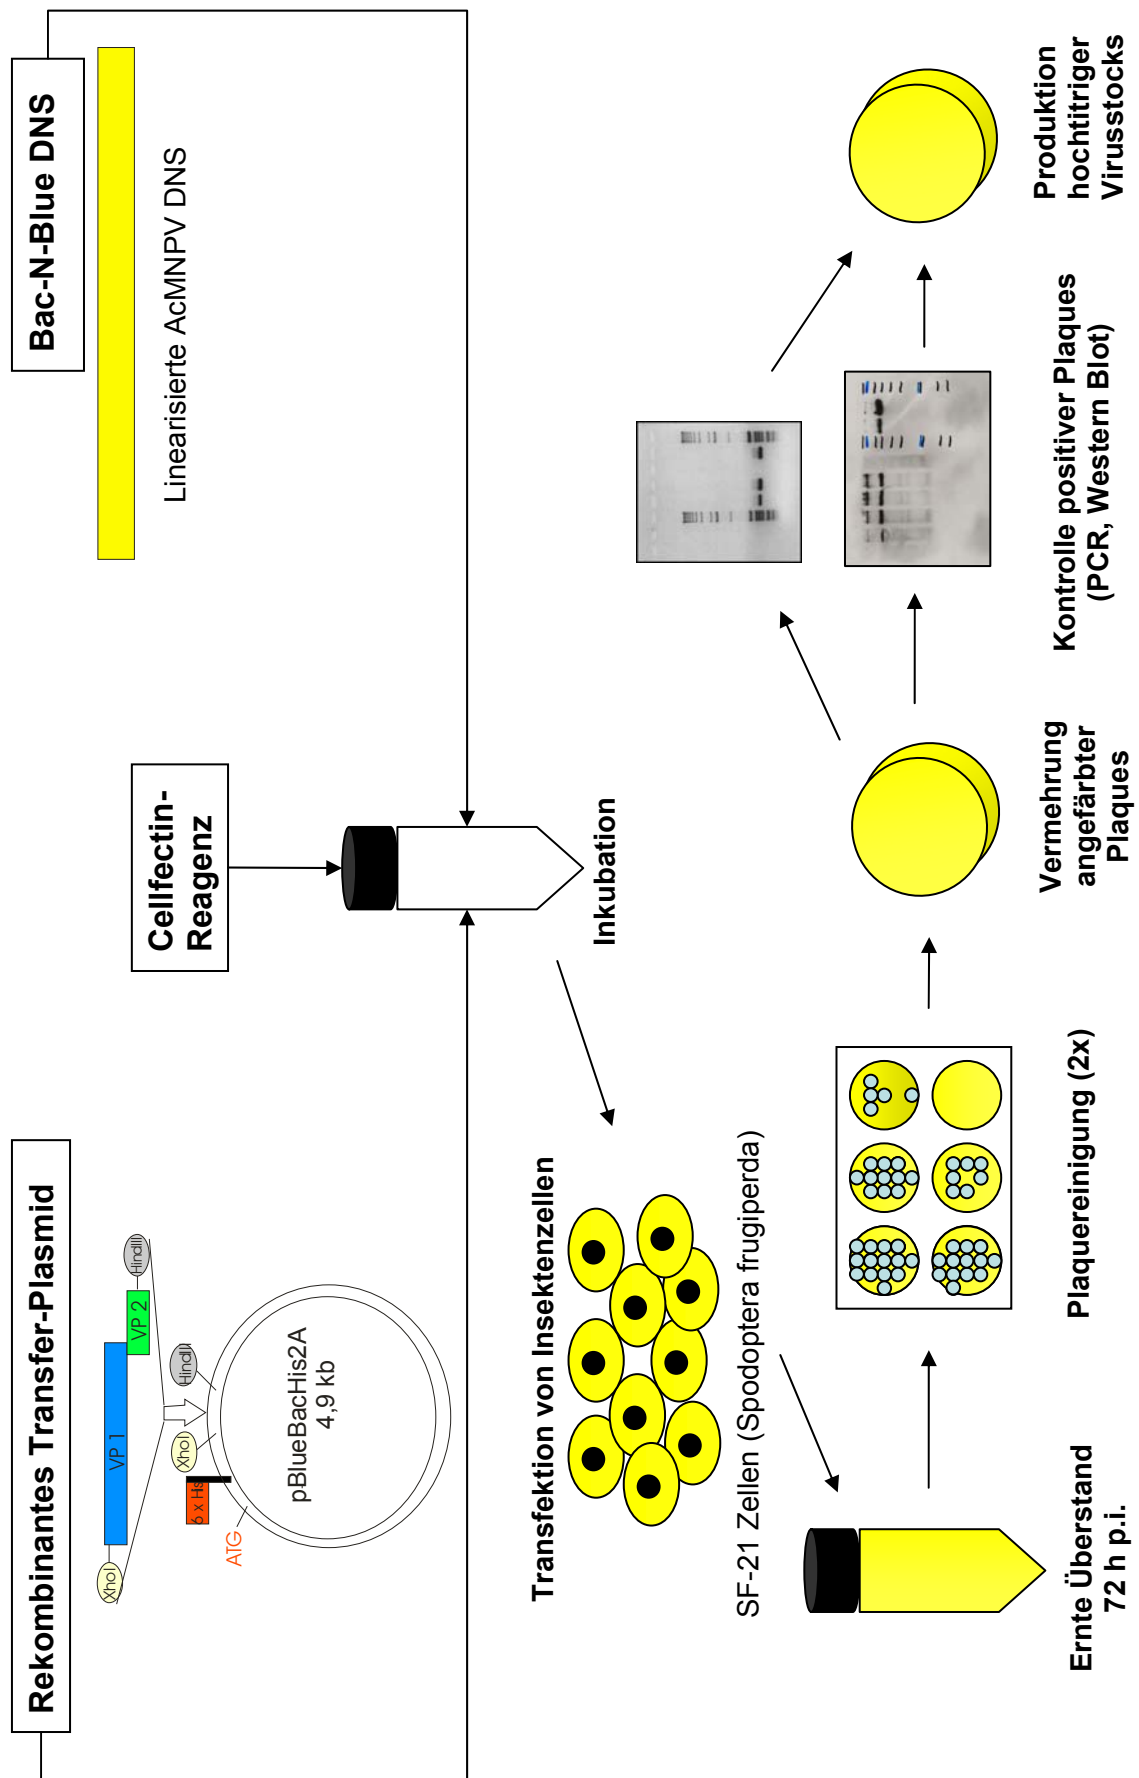 Rekombinantes Transfer-Plasmid
XhoI
VP 1
VP 2
HindIII
ATG
6 x His
XhoI
HindIII
pBlueBacHis2A
4,9 kb
Cellfectin-
Reagenz
Bac-N-Blue DNS
Linearisierte AcMNPV DNS
Inkubation
Transfektion von Insektenzellen
SF-21 Zellen (Spodoptera frugiperda)
Ernte Überstand
72 h p.i.
Plaquereinigung (2x)
Vermehrung
angefärbter
Plaques
Kontrolle positiver Plaques
(PCR, Western Blot)
Produktion
hochtitriger
Virusstocks